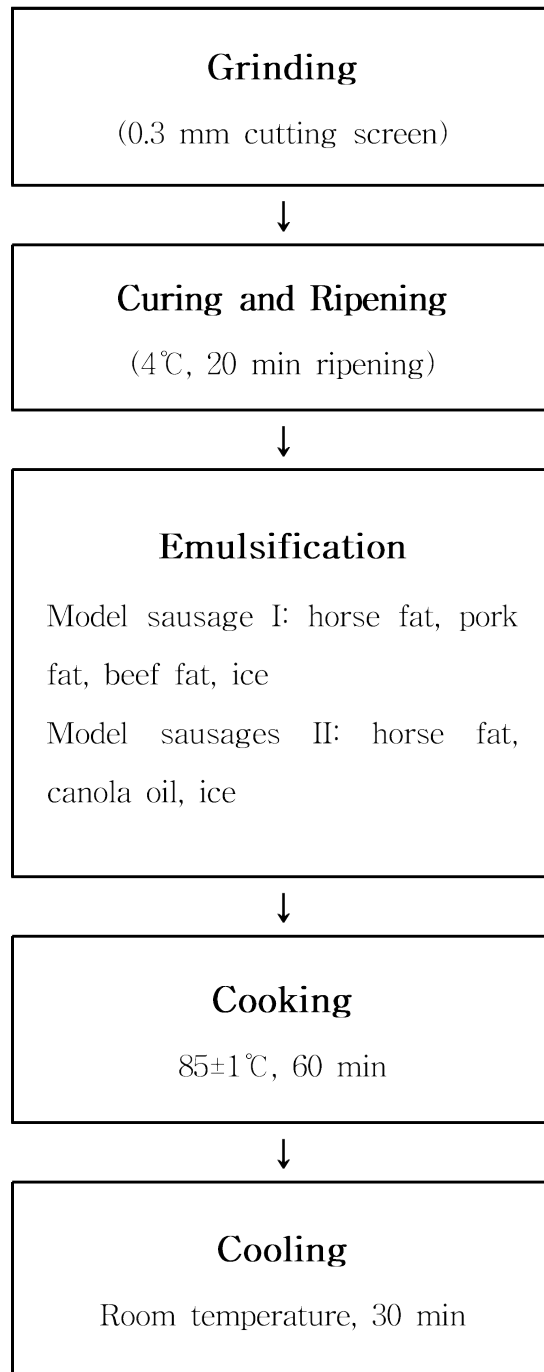 Grinding
(0.3 mm cutting screen)
↓
Curing and Ripening
(4℃, 20 min ripening)
↓
Emulsification
Model sausage I: horse fat, pork
fat, beef fat, ice
Model sausages II: horse fat,
canola oil, ice
↓
Cooking
85±1℃, 60 min
↓
Cooling
Room temperature, 30 min